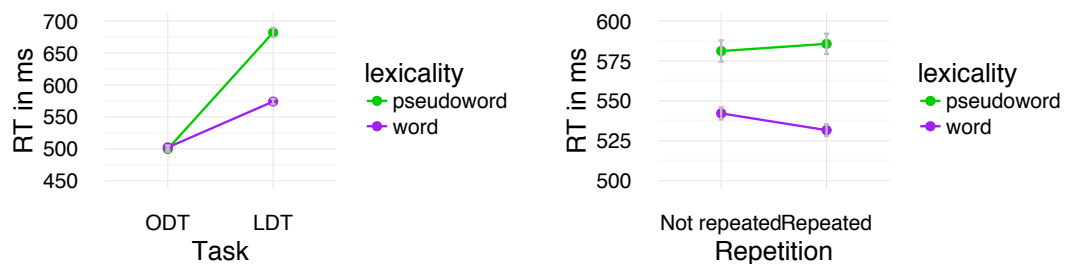 700
650
600
550
500
450
RT in ms
ODT LDT
Task
lexicality
pseudoword
word
600
575
550
525
500
RT in ms
Not repeated Repeated
Repetition
lexicality
pseudoword
word